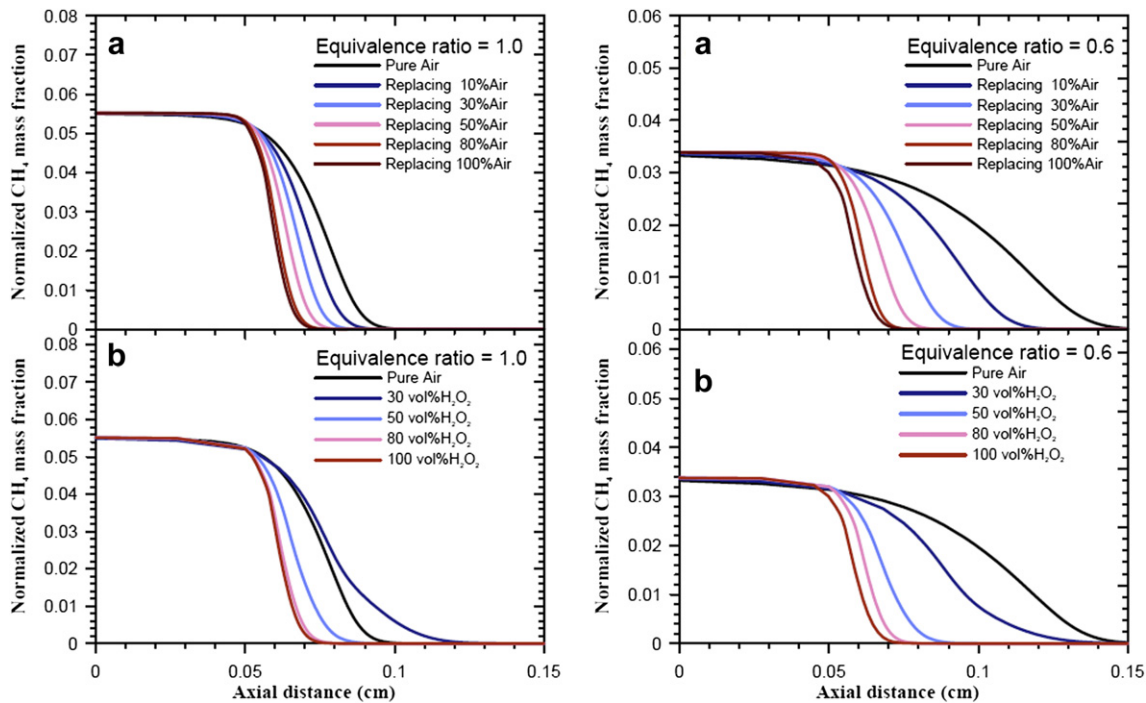 0.08
0.07
0.06
0.05
0.04
0.03
0.02
0.01
0
Normalized CH₄ mass fraction
a
Equivalence ratio = 1.0
Pure Air
Replacing 10%Air
Replacing 30%Air
Replacing 50%Air
Replacing 80%Air
Replacing 100%Air
0.08
0.07
0.06
0.05
0.04
0.03
0.02
0.01
0
Normalized CH₄ mass fraction
b
Equivalence ratio = 1.0
Pure Air
30 vol%H₂O₂
50 vol%H₂O₂
80 vol%H₂O₂
100 vol%H₂O₂
0
0.05
0.1
0.15
Axial distance (cm)
0.06
0.05
0.04
0.03
0.02
0.01
0
Normalized CH₄ mass fraction
a
Equivalence ratio = 0.6
Pure Air
Replacing 10%Air
Replacing 30%Air
Replacing 50%Air
Replacing 80%Air
Replacing 100%Air
0.06
0.05
0.04
0.03
0.02
0.01
0
Normalized CH₄ mass fraction
b
Equivalence ratio = 0.6
Pure Air
30 vol%H₂O₂
50 vol%H₂O₂
80 vol%H₂O₂
100 vol%H₂O₂
0
0.05
0.1
0.15
Axial distance (cm)